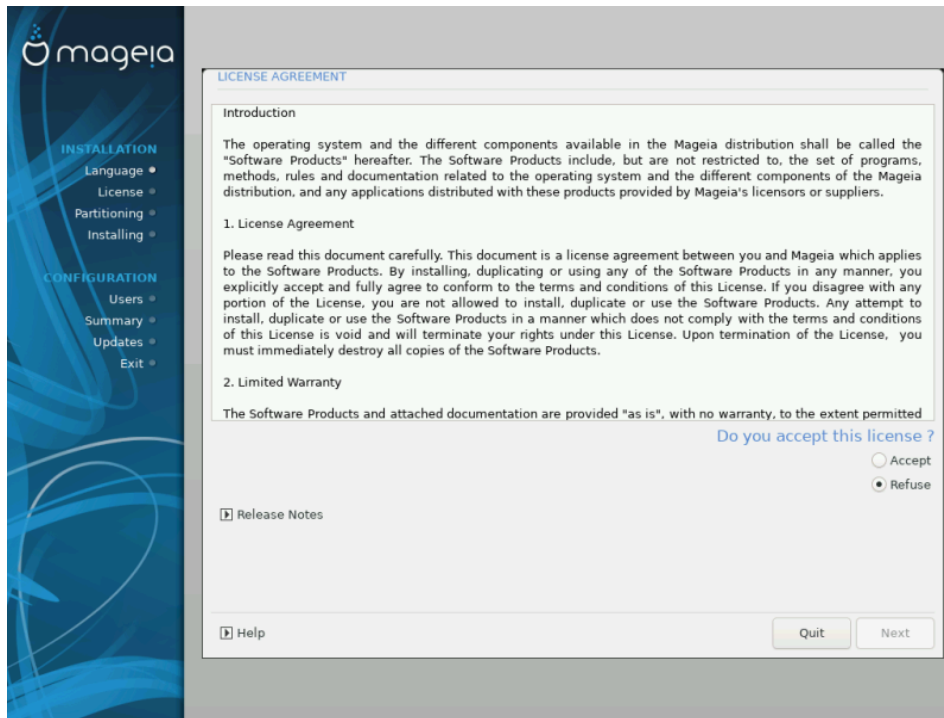 mageia
INSTALLATION
Language
License
Partitioning
Installing
CONFIGURATION
Users
Summary
Updates
Exit
LICENSE AGREEMENT
Introduction
The operating system and the different components available in the Mageia distribution shall be called the
"Software Products" hereafter. The Software Products include, but are not restricted to, the set of programs,
methods, rules and documentation related to the operating system and the different components of the Mageia
distribution, and any applications distributed with these products provided by Mageia's licensors or suppliers.
1. License Agreement
Please read this document carefully. This document is a license agreement between you and Mageia which applies
to the Software Products. By installing, duplicating or using any of the Software Products in any manner, you
explicitly accept and fully agree to conform to the terms and conditions of this License. If you disagree with any
portion of the License, you are not allowed to install, duplicate or use the Software Products. Any attempt to
install, duplicate or use the Software Products in a manner which does not comply with the terms and conditions
of this License is void and will terminate your rights under this License. Upon termination of the License, you
must immediately destroy all copies of the Software Products.
2. Limited Warranty
The Software Products and attached documentation are provided "as is", with no warranty, to the extent permitted
Do you accept this license ?
Accept
Refuse
Release Notes
Help
Quit
Next